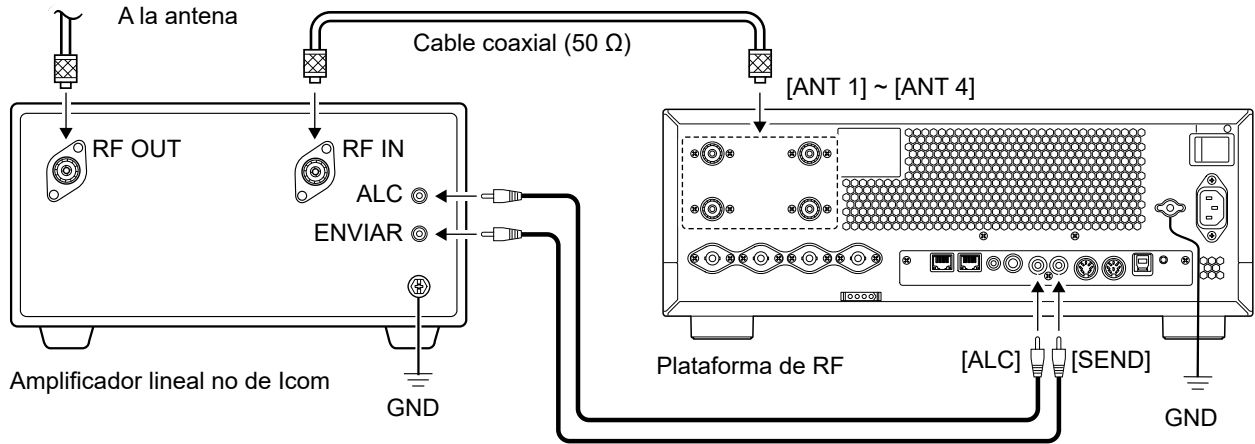 A la antena
Cable coaxial (50 Ω)
[ANT 1] ~ [ANT 4]
RF OUT
RF IN
ALC
ENVIAR
Plataforma de RF
[ALC]
[SEND]
Amplificador lineal no de Icom
GND
GND